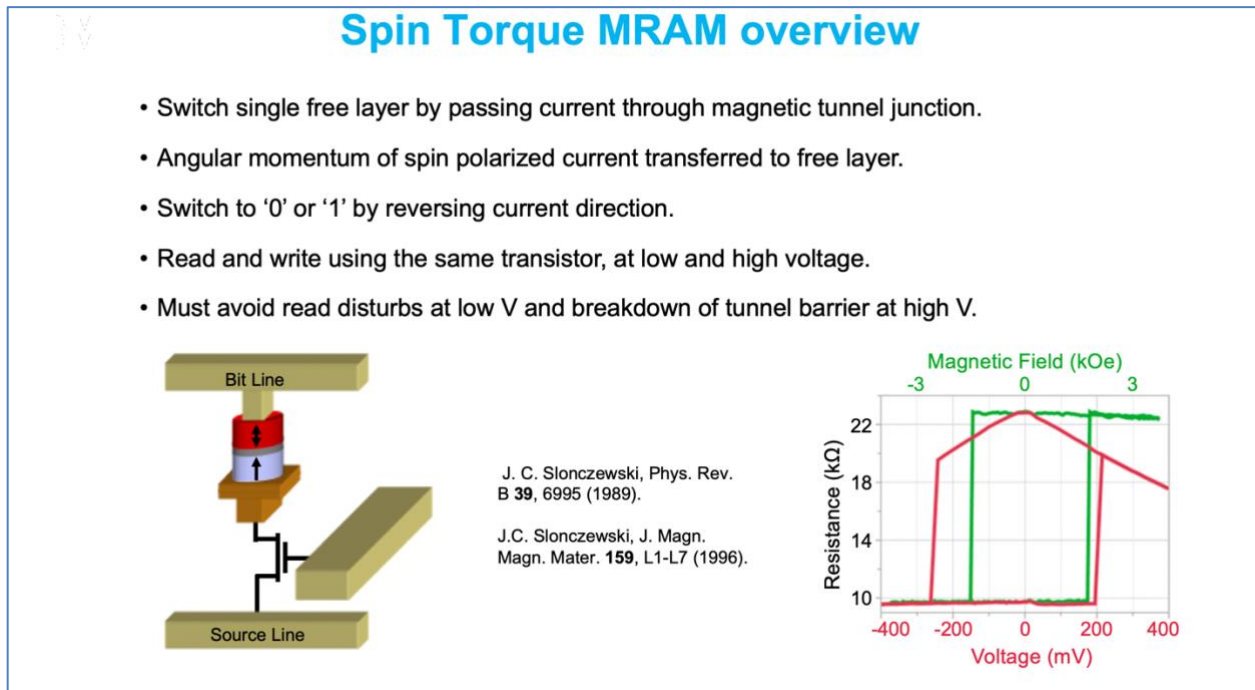 Spin Torque MRAM overview
• Switch single free layer by passing current through magnetic tunnel junction.
• Angular momentum of spin polarized current transferred to free layer.
• Switch to ‘0’ or ‘1’ by reversing current direction.
• Read and write using the same transistor, at low and high voltage.
• Must avoid read disturbs at low V and breakdown of tunnel barrier at high V.
Bit Line
Source Line
J. C. Slonczewski, Phys. Rev.
B 39, 6995 (1989).
J.C. Slonczewski, J. Magn.
Magn. Mater. 159, L1-L7 (1996).
Magnetic Field (kOe)
-3 0 3
Resistance (kΩ)
22
18
14
10
-400 -200 0 200 400
Voltage (mV)